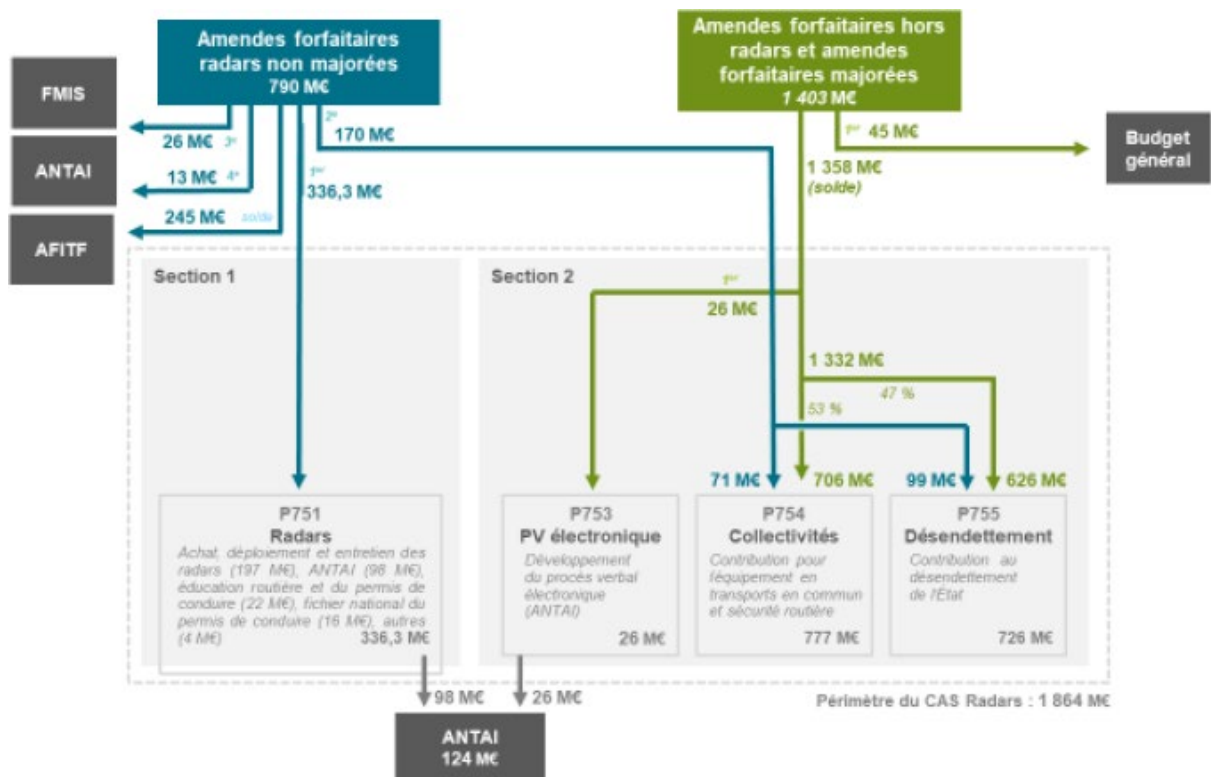 Amendes forfaitaires
radars non majorées
790 M€
Amendes forfaitaires hors
radars et amendes
forfaitaires majorées
1 403 M€
FMIS
ANTAI
AFITF
Budget
général
26 M€ 3e
13 M€ 4e
245 M€ solde
1er
336,3 M€
2e
170 M€
1er 45 M€
1 358 M€
(solde)
Section 1
Section 2
1er
26 M€
1 332 M€
47 %
53 %
71 M€
706 M€
99 M€
626 M€
P751
Radars
Achat, déploiement et entretien des
radars (197 M€), ANTAI (98 M€),
éducation routière et du permis de
conduire (22 M€), fichier national du
permis de conduire (16 M€), autres
(4 M€)
336,3 M€
P753
PV électronique
Développement
du procès verbal
électronique
(ANTAI)
26 M€
P754
Collectivités
Contribution pour
l'équipement en
transports en commun
et sécurité routière
777 M€
P755
Désendettement
Contribution au
désendettement
de l'Etat
726 M€
98 M€
26 M€
Périmètre du CAS Radars : 1 864 M€
ANTAI
124 M€